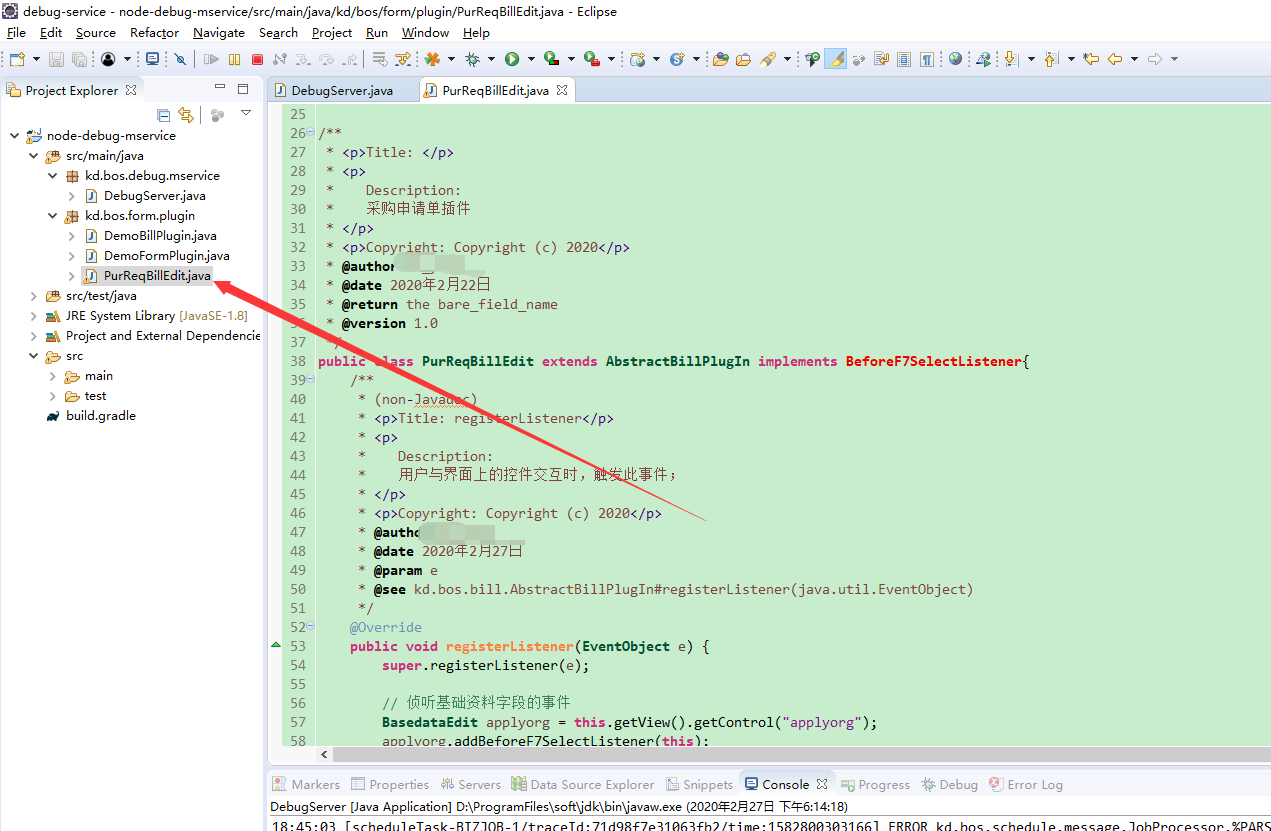 debug-service - node-debug-mservice/src/main/java/kd/bos/form/plugin/PurReqBillEdit.java - Eclipse
File Edit Source Refactor Navigate Search Project Run Window Help
Project Explorer
node-debug-mservice
src/main/java
kd.bos.debug.mservice
DebugServer.java
kd.bos.form.plugin
DemoBillPlugin.java
DemoFormPlugin.java
PurReqBillEdit.java
src/test/java
JRE System Library [JavaSE-1.8]
Project and External Dependencie
src
main
test
build.gradle
DebugServer.java PurReqBillEdit.java
25
26 /**
27 * <p>Title: </p>
28 * <p>
29 * Description:
30 * 采购申请单插件
31 * </p>
32 * <p>Copyright: Copyright (c) 2020</p>
33 * @author
34 * @date 2020年2月22日
35 * @return the bare_field_name
36 * @version 1.0
37 */
38 public class PurReqBillEdit extends AbstractBillPlugIn implements BeforeF7SelectListener{
39 /**
40 * (non-Javadoc)
41 * <p>Title: registerListener</p>
42 * <p>
43 * Description:
44 * 用户与界面上的控件交互时，触发此事件；
45 * </p>
46 * <p>Copyright: Copyright (c) 2020</p>
47 * @autho
48 * @date 2020年2月27日
49 * @param e
50 * @see kd.bos.bill.AbstractBillPlugIn#registerListener(java.util.EventObject)
51 */
52 @Override
53 public void registerListener(EventObject e) {
54 super.registerListener(e);
55
56 // 侦听基础资料字段的事件
57 BasedataEdit applyorg = this.getView().getControl("applyorg");
58 applyorg.addBeforeF7SelectListener(this);
Markers Properties Servers Data Source Explorer Snippets Console Progress Debug Error Log
DebugServer [Java Application] D:\ProgramFiles\soft\jdk\bin\javaw.exe (2020年2月27日 下午6:14:18)
18:45:03 [scheduleTask-BIZJOB-1/traceId:71d98f7e31063fb2/time:1582800303166] ERROR kd.bos.schedule.message.JobProcessor.%PARS